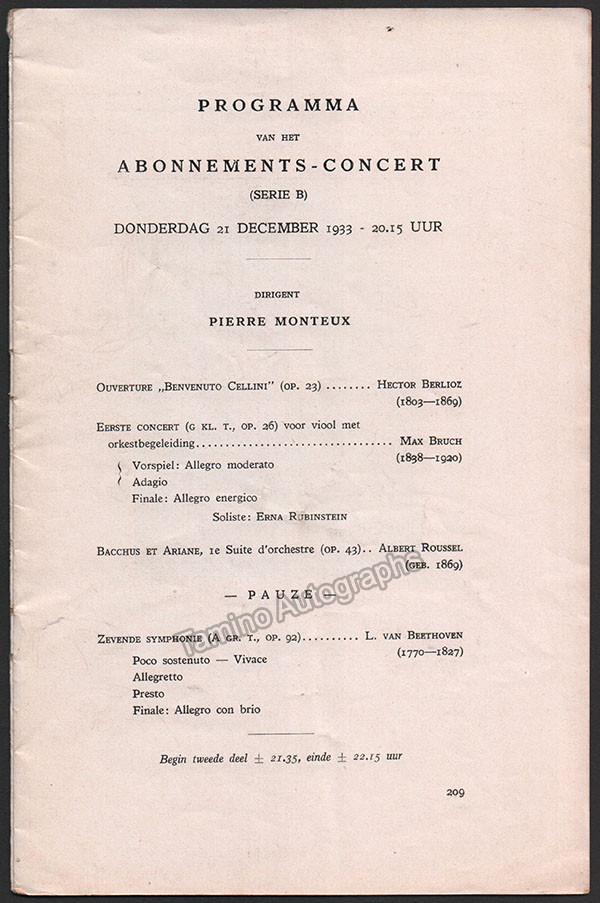 PROGRAMMA
VAN HET
ABONNEMENTS-CONCERT
(SERIE B)
DONDERDAG 21 DECEMBER 1933 - 20.15 UUR
DIRIGENT
PIERRE MONTEUX
OUVERTURE „BENVENUTO CELLINI" (OP. 23) ........ HECTOR BERLIOZ
(1803—1869)
EERSTE CONCERT (G KL. T., OP. 26) voor viool met
orkestbegeleiding................................. MAX BRUCH
(1838—1920)
Vorspiel: Allegro moderato
Adagio
Finale: Allegro energico
Soliste: ERNA RUBINSTEIN
BACCHUS ET ARIANE, 1e Suite d'orchestre (OP. 43).. ALBERT ROUSSEL
(GEB. 1869)
— PAUZE —
Tamino Autographs
ZEVENDE SYMPHONIE (A GR. T., OP. 92).......... L. VAN BEETHOVEN
(1770—1827)
Poco sostenuto — Vivace
Allegretto
Presto
Finale: Allegro con brio
Begin tweede deel ± 21.35, einde ± 22.15 uur
209